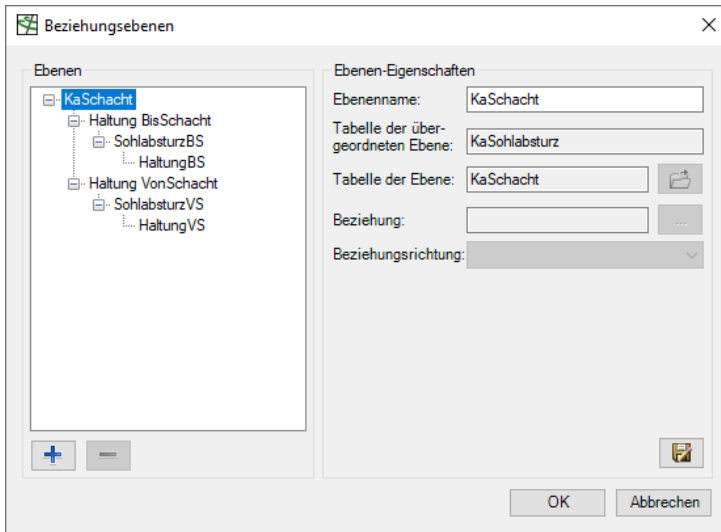 Beziehungsebenen
Ebenen
KaSchacht
Haltung BisSchacht
SohlabsturzBS
HaltungBS
Haltung VonSchacht
SohlabsturzVS
HaltungVS
Ebenen-Eigenschaften
Ebenenname: KaSchacht
Tabelle der über-
geordneten Ebene: KaSohlabsturz
Tabelle der Ebene: KaSchacht
Beziehung: ...
Beziehungsrichtung:
OK Abbrechen